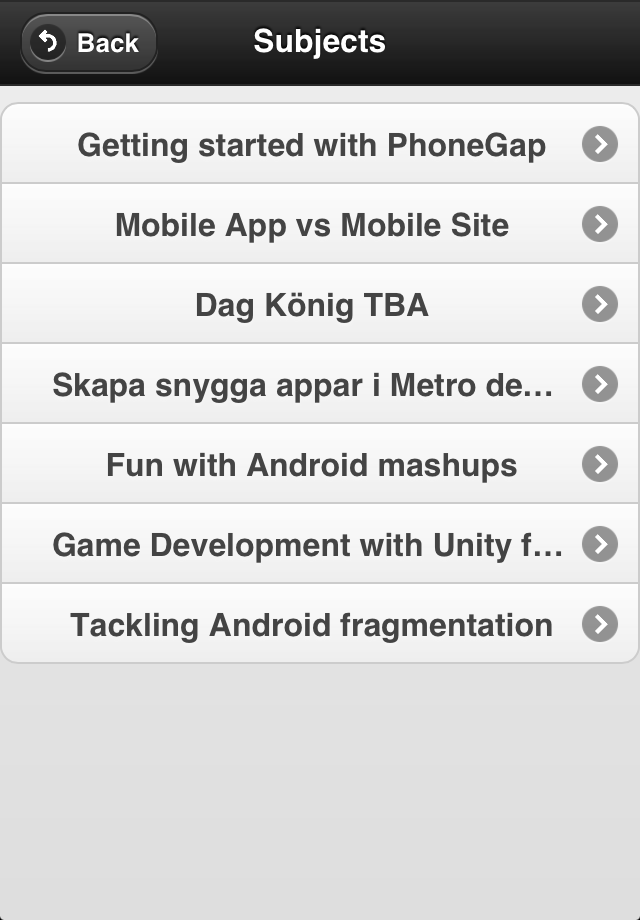 Back
Subjects
Getting started with PhoneGap
Mobile App vs Mobile Site
Dag König TBA
Skapa snygga appar i Metro de...
Fun with Android mashups
Game Development with Unity f...
Tackling Android fragmentation